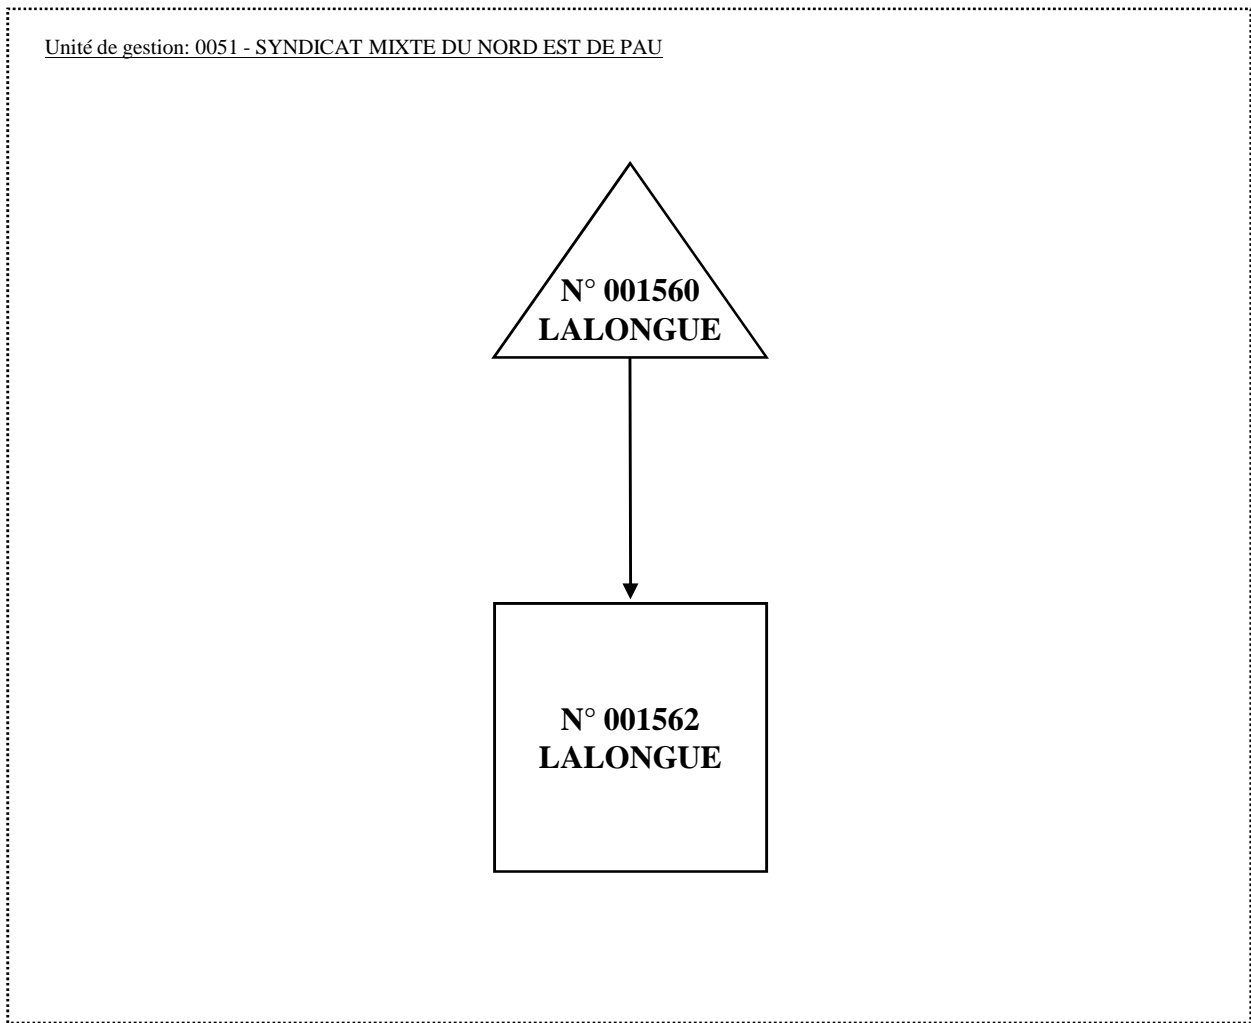 Unité de gestion: 0051 - SYNDICAT MIXTE DU NORD EST DE PAU
N° 001560
LALONGUE
N° 001562
LALONGUE